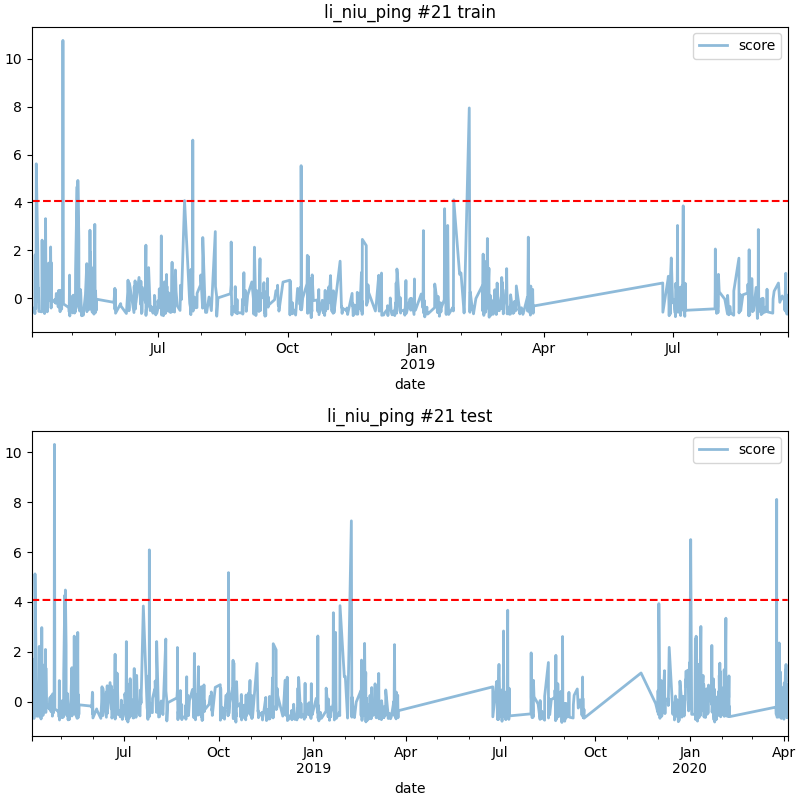 li_niu_ping #21 train
score
10
8
6
4
2
0
Jul Oct Jan Apr Jul
2019
date
li_niu_ping #21 test
score
10
8
6
4
2
0
Jul Oct Jan Apr Jul Oct Jan Apr
2019 2020
date